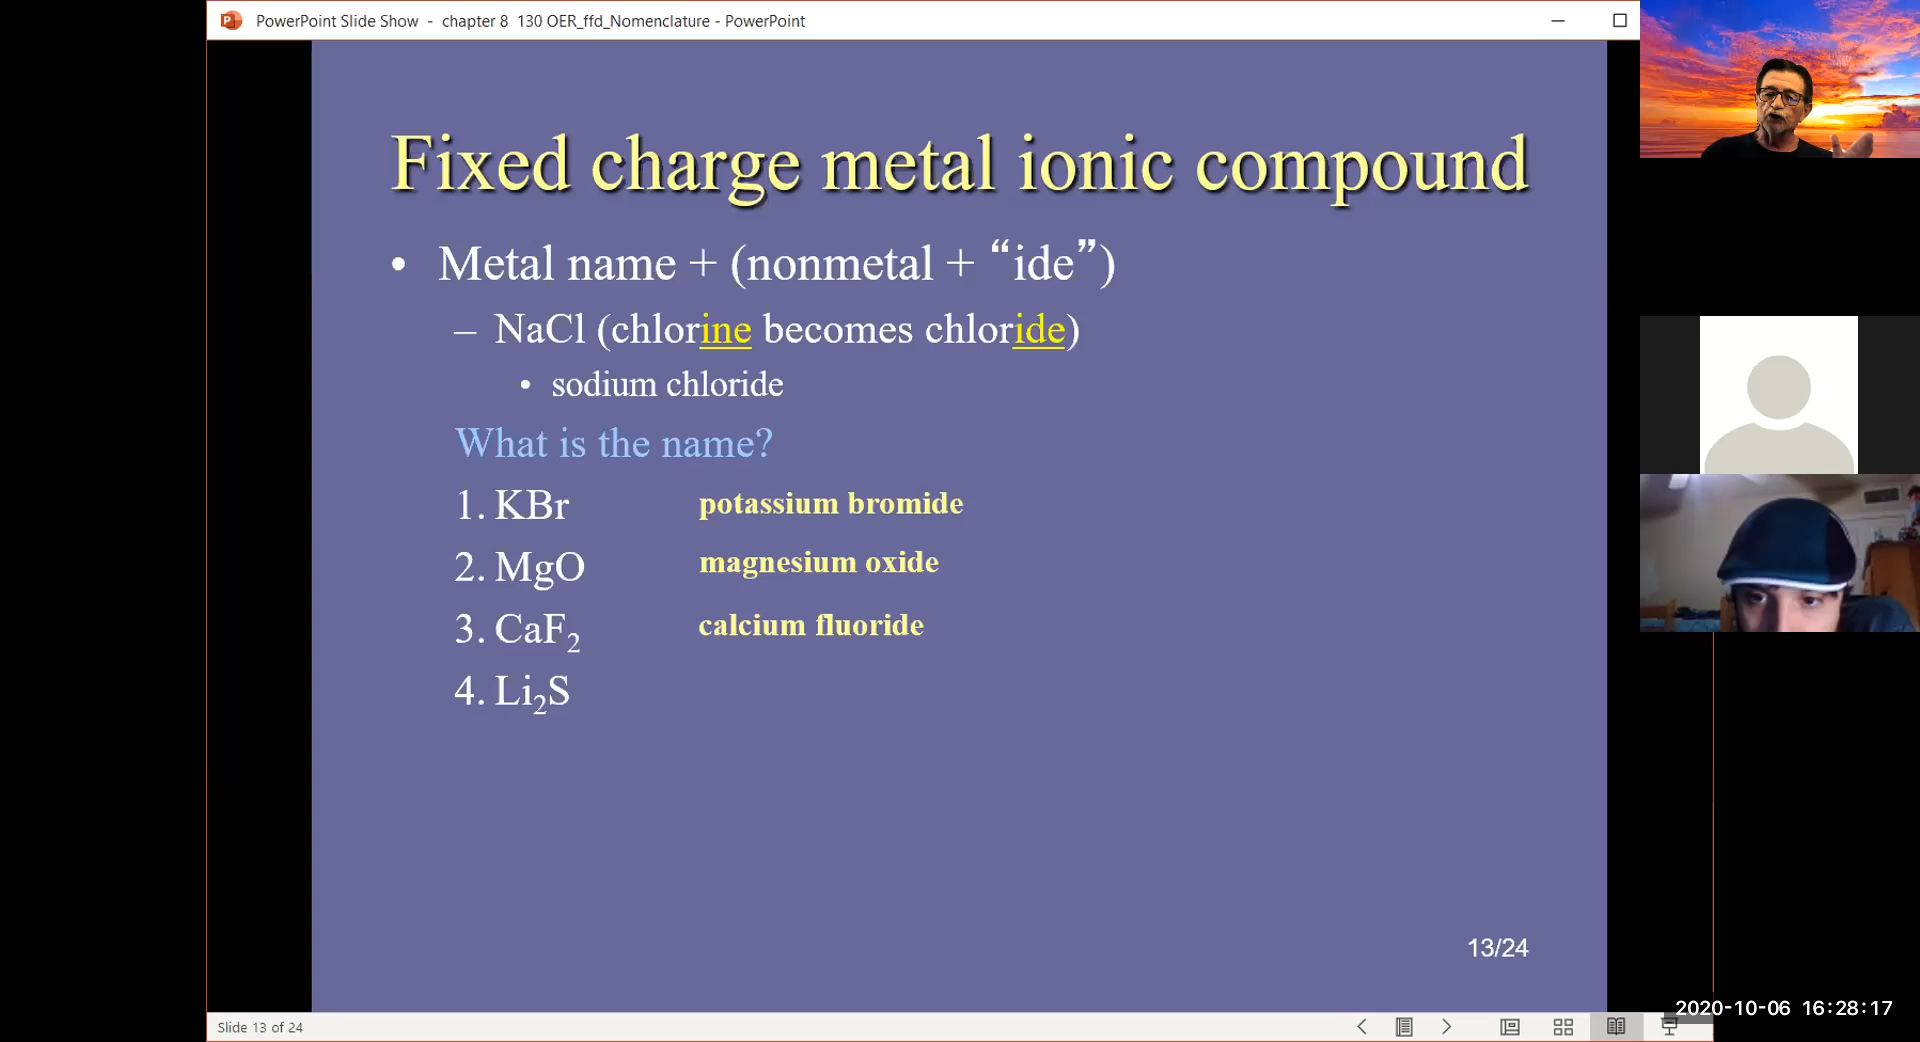 PowerPoint Slide Show - chapter 8 130 OER_ffd_Nomenclature - PowerPoint
Fixed charge metal ionic compound
• Metal name + (nonmetal + “ide”)
– NaCl (chlorine becomes chloride)
• sodium chloride
What is the name?
1. KBr potassium bromide
2. MgO magnesium oxide
3. CaF₂ calcium fluoride
4. Li₂S
13/24
2020-10-06 16:28:17
Slide 13 of 24